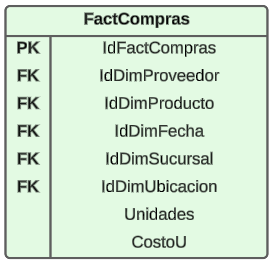 FactCompras
PK IdFactCompras
FK IdDimProveedor
FK IdDimProducto
FK IdDimFecha
FK IdDimSucursal
FK IdDimUbicacion
Unidades
CostoU